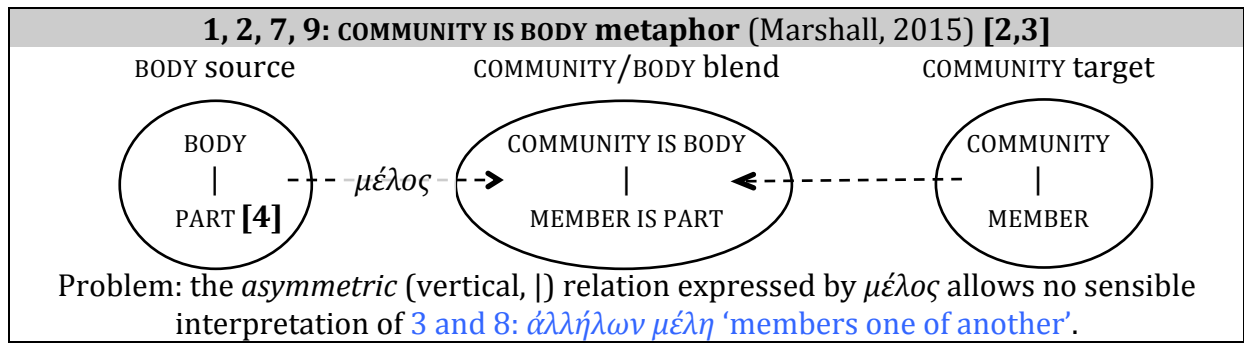 1, 2, 7, 9: COMMUNITY IS BODY metaphor (Marshall, 2015) [2,3]
BODY source COMMUNITY/BODY blend COMMUNITY target
BODY COMMUNITY IS BODY COMMUNITY
| μέλος | |
PART [4] MEMBER IS PART MEMBER
Problem: the asymmetric (vertical, |) relation expressed by μέλος allows no sensible
interpretation of 3 and 8: ἀλλήλων μέλη ‘members one of another’.